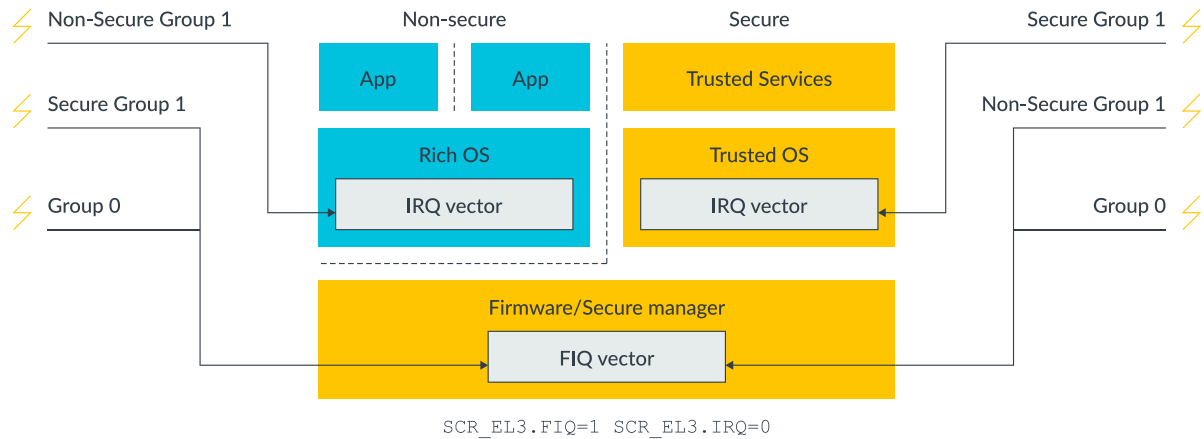 Non-Secure Group 1
Non-secure
Secure
Secure Group 1
App
App
Trusted Services
Secure Group 1
Non-Secure Group 1
Rich OS
Trusted OS
Group 0
IRQ vector
IRQ vector
Group 0
Firmware/Secure manager
FIQ vector
SCR_EL3.FIQ=1 SCR_EL3.IRQ=0